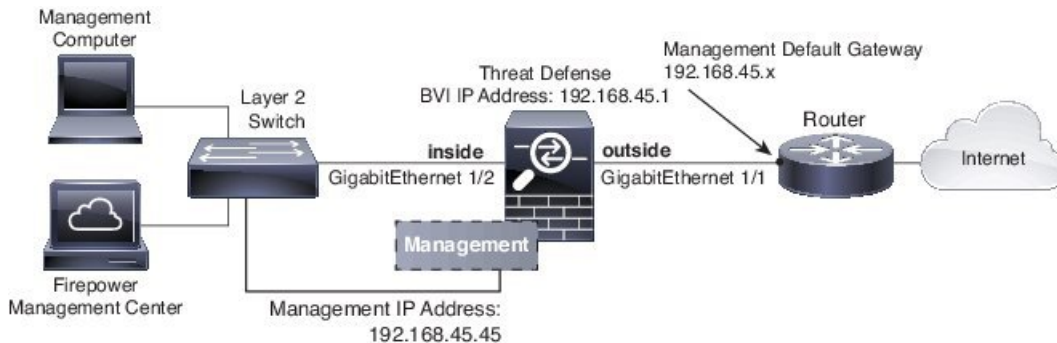 Management
Computer
Layer 2
Switch
Threat Defense
BVI IP Address: 192.168.45.1
Management Default Gateway
192.168.45.x
Router
Internet
inside
GigabitEthernet 1/2
outside
GigabitEthernet 1/1
Management
Firepower
Management Center
Management IP Address:
192.168.45.45